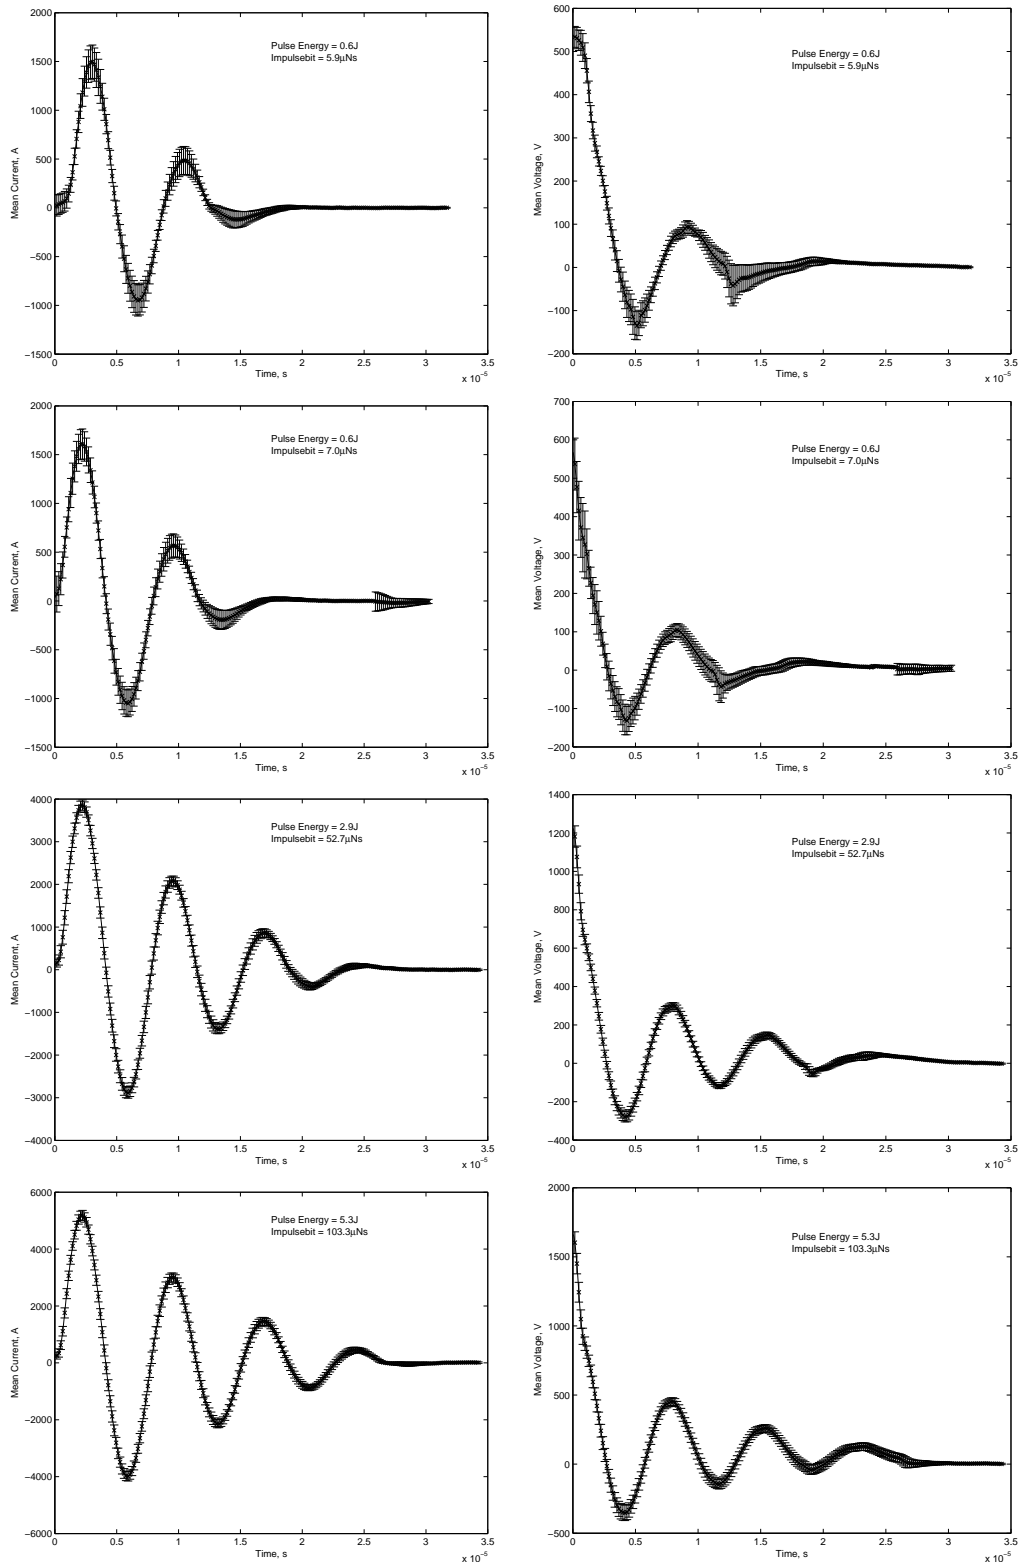 2000
1500
1000
500
0
−500
−1000
−1500
Mean Current, A
Pulse Energy = 0.6J
Impulsebit = 5.9µNs
0 0.5 1 1.5 2 2.5 3 3.5
Time, s
x 10⁻⁵
600
500
400
300
200
100
0
−100
−200
Mean Voltage, V
Pulse Energy = 0.6J
Impulsebit = 5.9µNs
0 0.5 1 1.5 2 2.5 3 3.5
Time, s
x 10⁻⁵
2000
1500
1000
500
0
−500
−1000
−1500
Mean Current, A
Pulse Energy = 0.6J
Impulsebit = 7.0µNs
0 0.5 1 1.5 2 2.5 3 3.5
Time, s
x 10⁻⁵
700
600
500
400
300
200
100
0
−100
−200
Mean Voltage, V
Pulse Energy = 0.6J
Impulsebit = 7.0µNs
0 0.5 1 1.5 2 2.5 3 3.5
Time, s
x 10⁻⁵
4000
3000
2000
1000
0
−1000
−2000
−3000
−4000
Mean Current, A
Pulse Energy = 2.9J
Impulsebit = 52.7µNs
0 0.5 1 1.5 2 2.5 3 3.5
Time, s
x 10⁻⁵
1400
1200
1000
800
600
400
200
0
−200
−400
Mean Voltage, V
Pulse Energy = 2.9J
Impulsebit = 52.7µNs
0 0.5 1 1.5 2 2.5 3 3.5
Time, s
x 10⁻⁵
6000
4000
2000
0
−2000
−4000
−6000
Mean Current, A
Pulse Energy = 5.3J
Impulsebit = 103.3µNs
0 0.5 1 1.5 2 2.5 3 3.5
Time, s
x 10⁻⁵
2000
1500
1000
500
0
−500
Mean Voltage, V
Pulse Energy = 5.3J
Impulsebit = 103.3µNs
0 0.5 1 1.5 2 2.5 3 3.5
Time, s
x 10⁻⁵